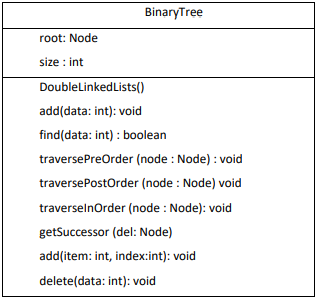 BinaryTree
root: Node
size : int
DoubleLinkedLists()
add(data: int): void
find(data: int) : boolean
traversePreOrder (node : Node) : void
traversePostOrder (node : Node) void
traverseInOrder (node : Node): void
getSuccessor (del: Node)
add(item: int, index:int): void
delete(data: int): void